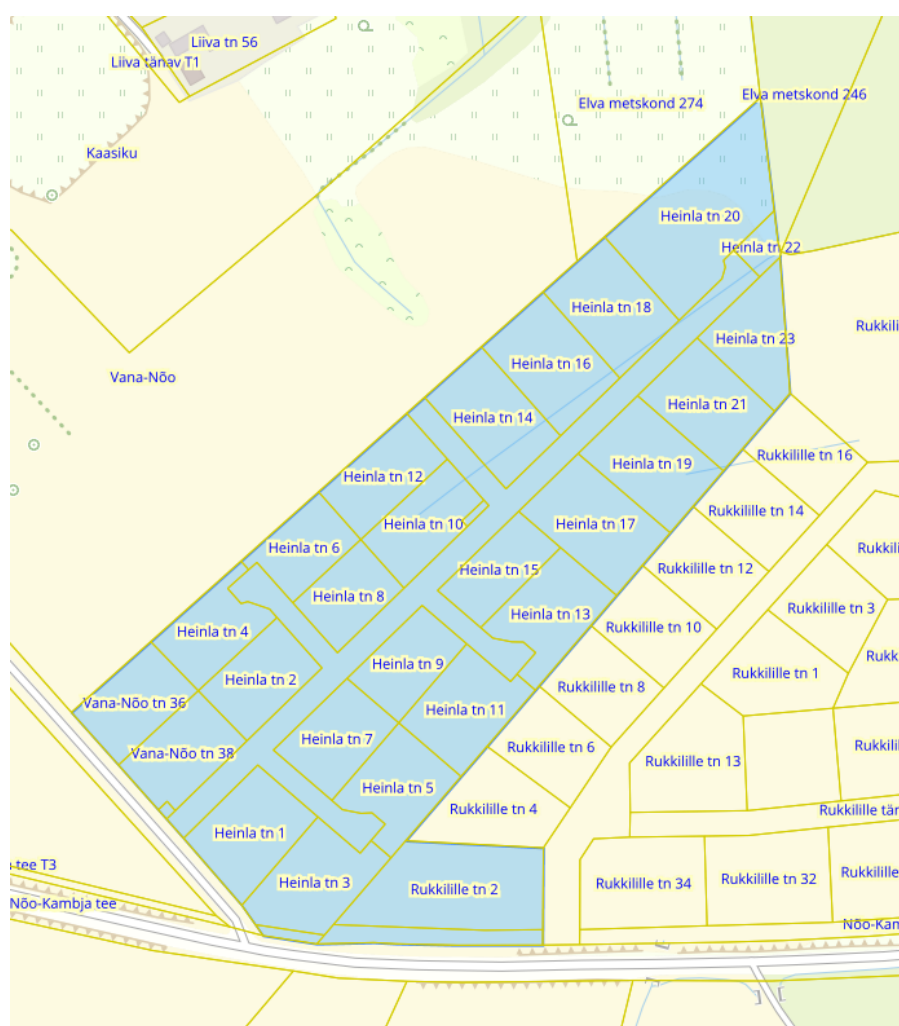 Liiva tn 56
Liiva tänav T1
Elva metskond 246
Elva metskond 274
Kaasiku
Heinla tn 20
Heinla tn 22
Heinla tn 18
Rukkili
Heinla tn 23
Heinla tn 16
Vana-Nõo
Heinla tn 21
Heinla tn 14
Rukkilille tn 16
Heinla tn 19
Heinla tn 12
Rukkilille tn 14
Heinla tn 10
Heinla tn 17
Heinla tn 6
Rukkili
Heinla tn 15
Rukkilille tn 12
Heinla tn 8
Rukkilille tn 3
Heinla tn 13
Rukkilille tn 10
Heinla tn 4
Rukk
Heinla tn 9
Rukkilille tn 1
Heinla tn 2
Rukkilille tn 8
Vana-Nõo tn 36
Heinla tn 11
Heinla tn 7
Rukkili
Rukkilille tn 6
Vana-Nõo tn 38
Rukkilille tn 13
Heinla tn 5
Rukkilille tn 4
Rukkilille tän
Heinla tn 1
tee T3
Rukkilille
Rukkilille tn 32
Heinla tn 3
Rukkilille tn 34
Rukkilille tn 2
Nõo-Kambja tee
Nõo-Kan